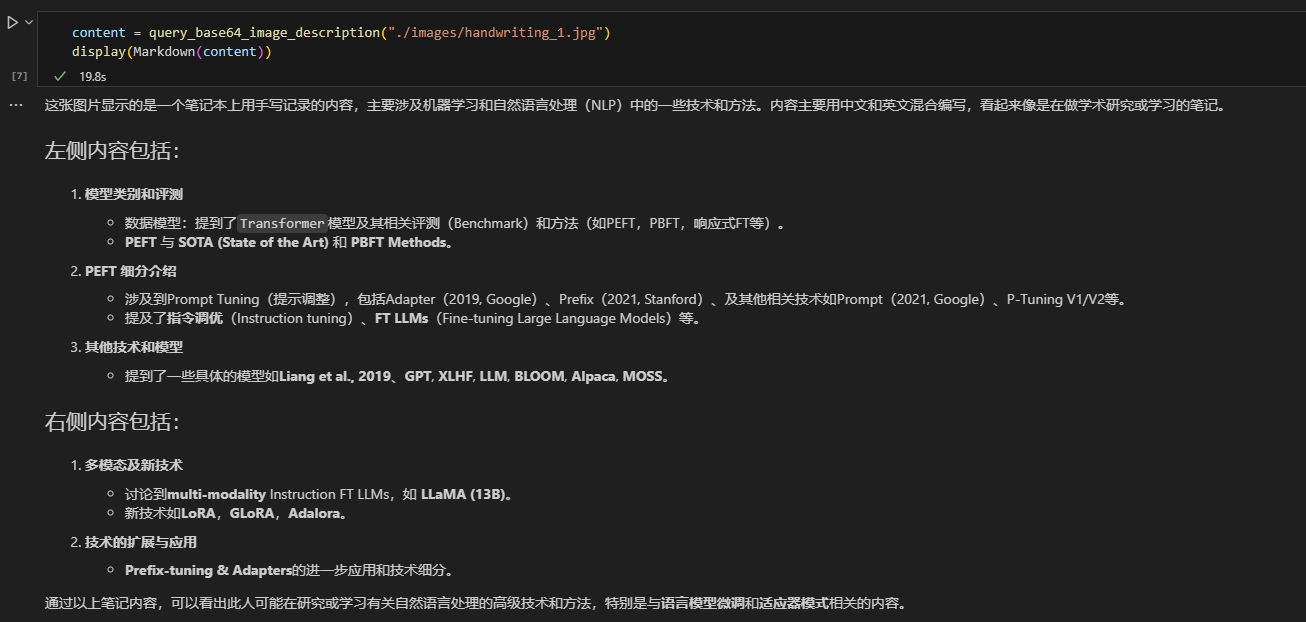 content = query_base64_image_description("./images/handwriting_1.jpg")
display(Markdown(content))
[7]
19.8s
这张图片显示的是一个笔记本上用手写记录的内容，主要涉及机器学习和自然语言处理（NLP）中的一些技术和方法。内容主要用中文和英文混合编写，看起来像是在做学术研究或学习的笔记。
左侧内容包括：
1. 模型类别和评测
数据模型：提到了Transformer模型及其相关评测（Benchmark）和方法（如PEFT，PBFT，响应式FT等）。
PEFT 与 SOTA (State of the Art) 和 PBFT Methods。
2. PEFT 细分介绍
涉及到Prompt Tuning（提示调整），包括Adapter（2019, Google）、Prefix（2021, Stanford）、及其他相关技术如Prompt（2021, Google）、P-Tuning V1/V2等。
提及了指令调优（Instruction tuning）、FT LLMs（Fine-tuning Large Language Models）等。
3. 其他技术和模型
提到了一些具体的模型如Liang et al., 2019、GPT, XLHF, LLM, BLOOM, Alpaca, MOSS。
右侧内容包括：
1. 多模态及新技术
讨论到multi-modality Instruction FT LLMs，如 LLaMA (13B)。
新技术如LoRA，GLoRA，Adalora。
2. 技术的扩展与应用
Prefix-tuning & Adapters的进一步应用和技术细分。
通过以上笔记内容，可以看出此人可能在研究或学习有关自然语言处理的高级技术和方法，特别是与语言模型微调和适应器模式相关的内容。